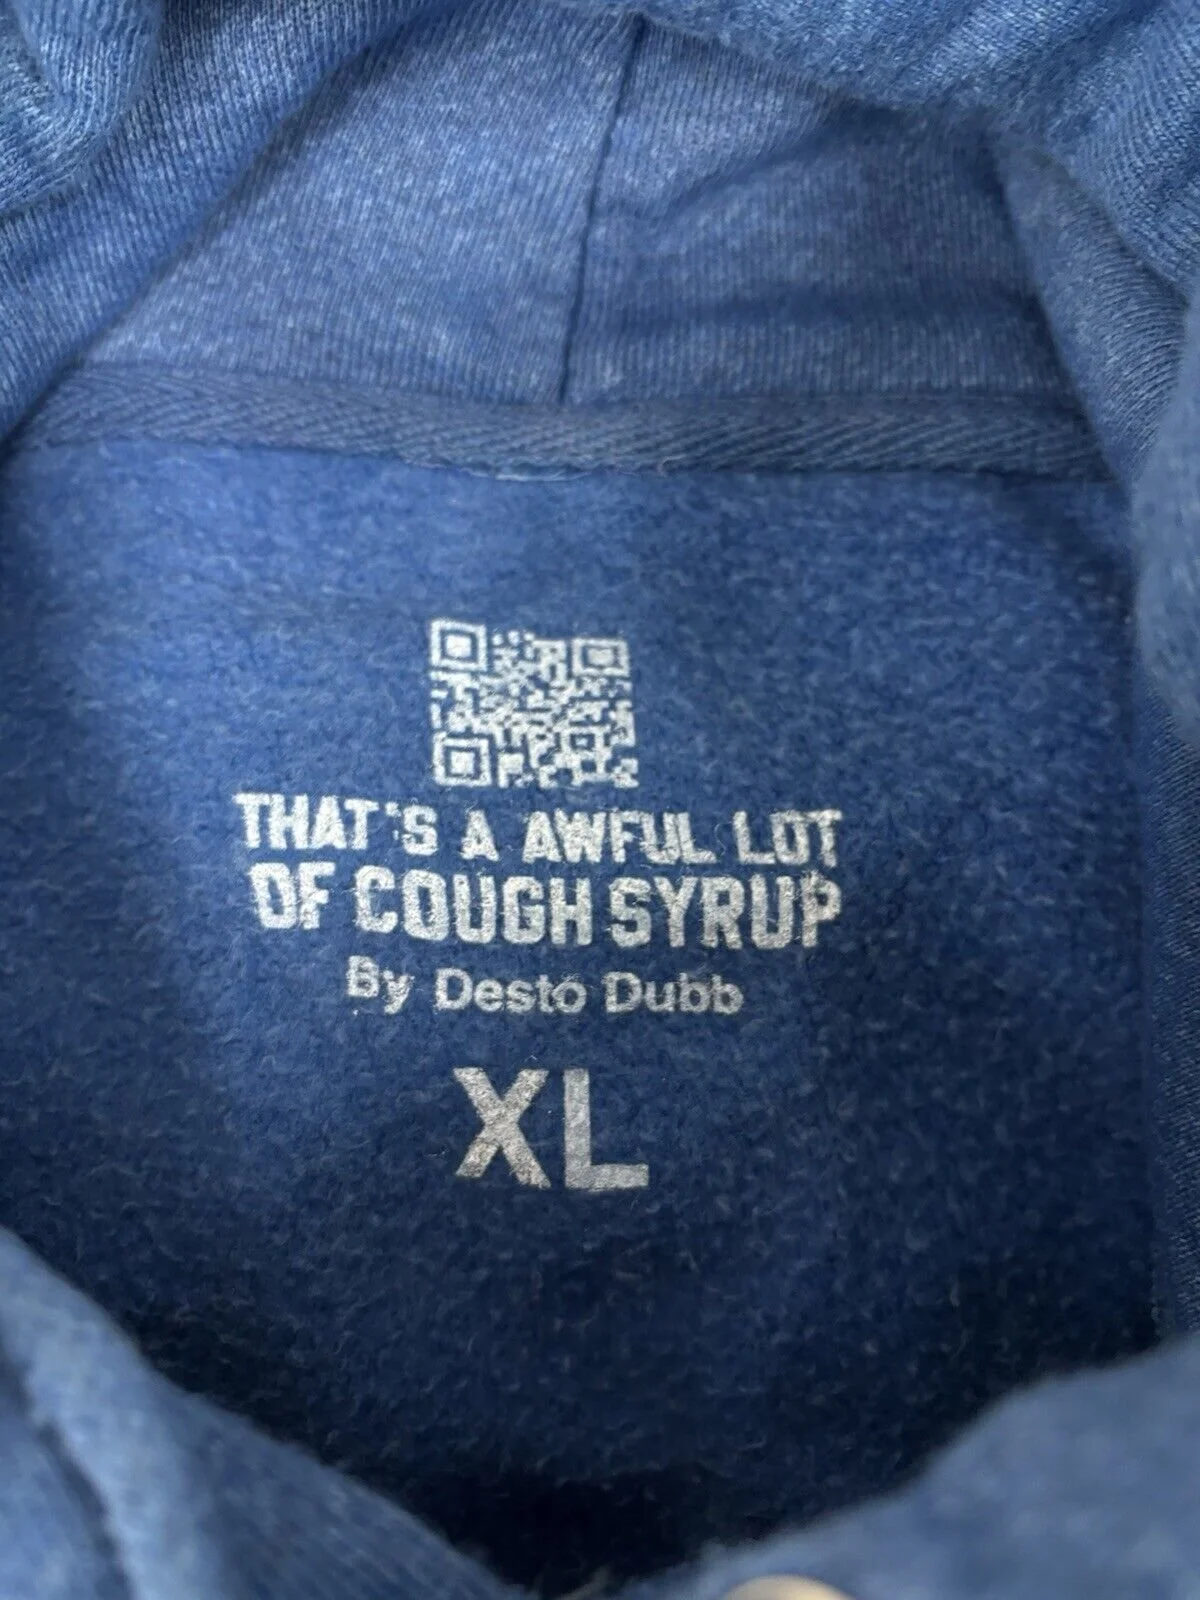 THAT'S A AWFUL LOT
OF COUGH SYRUP
By Desto Dubb
XL